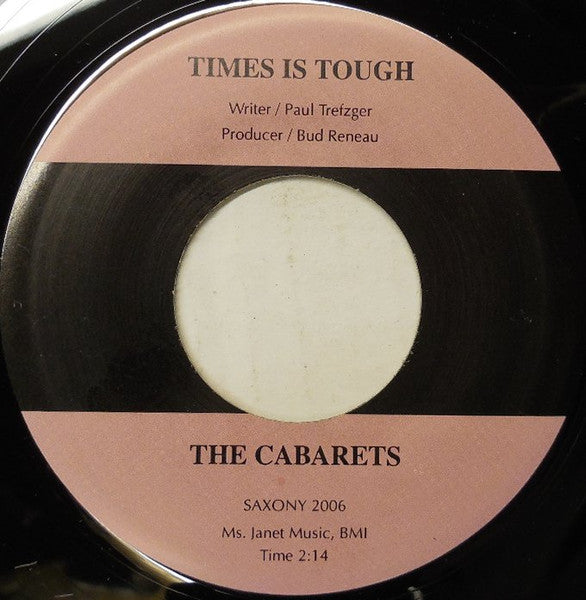 TIMES IS TOUGH
Writer / Paul Trefzger
Producer / Bud Reneau
THE CABARETS
SAXONY 2006
Ms. Janet Music, BMI
Time 2:14